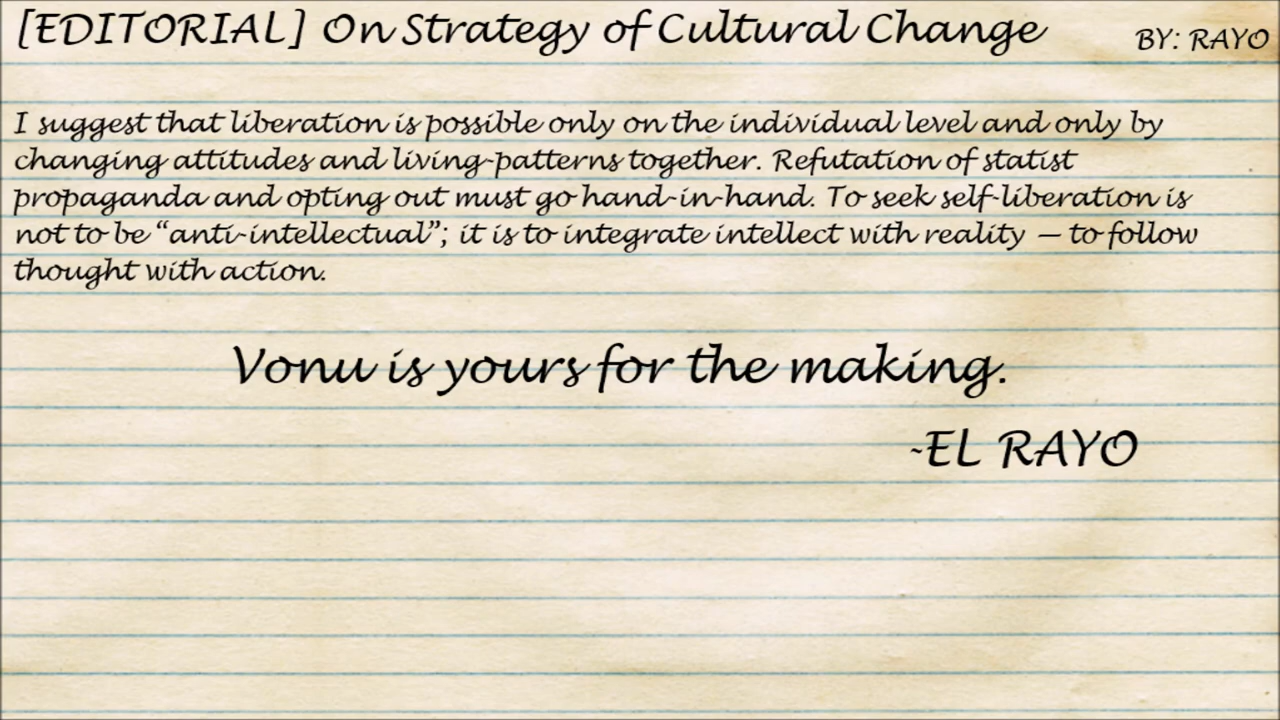 [EDITORIAL] On Strategy of Cultural Change BY: RAYO
I suggest that liberation is possible only on the individual level and only by
changing attitudes and living-patterns together. Refutation of statist
propaganda and opting out must go hand-in-hand. To seek self-liberation is
not to be “anti-intellectual”; it is to integrate intellect with reality — to follow
thought with action.
Vonu is yours for the making.
-EL RAYO